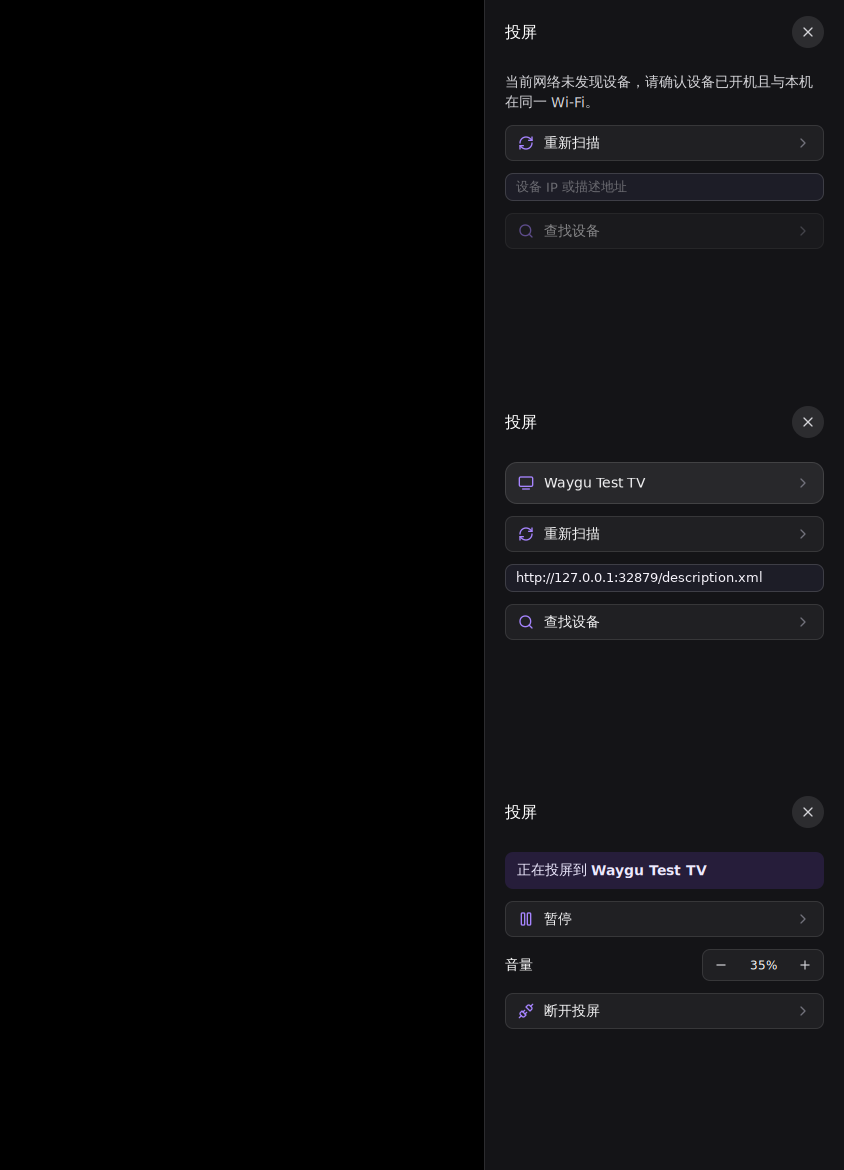 投屏
当前网络未发现设备，请确认设备已开机且与本机
在同一 Wi-Fi。
重新扫描
设备 IP 或描述地址
查找设备
投屏
Waygu Test TV
重新扫描
http://127.0.0.1:32879/description.xml
查找设备
投屏
正在投屏到 Waygu Test TV
暂停
音量
35%
断开投屏